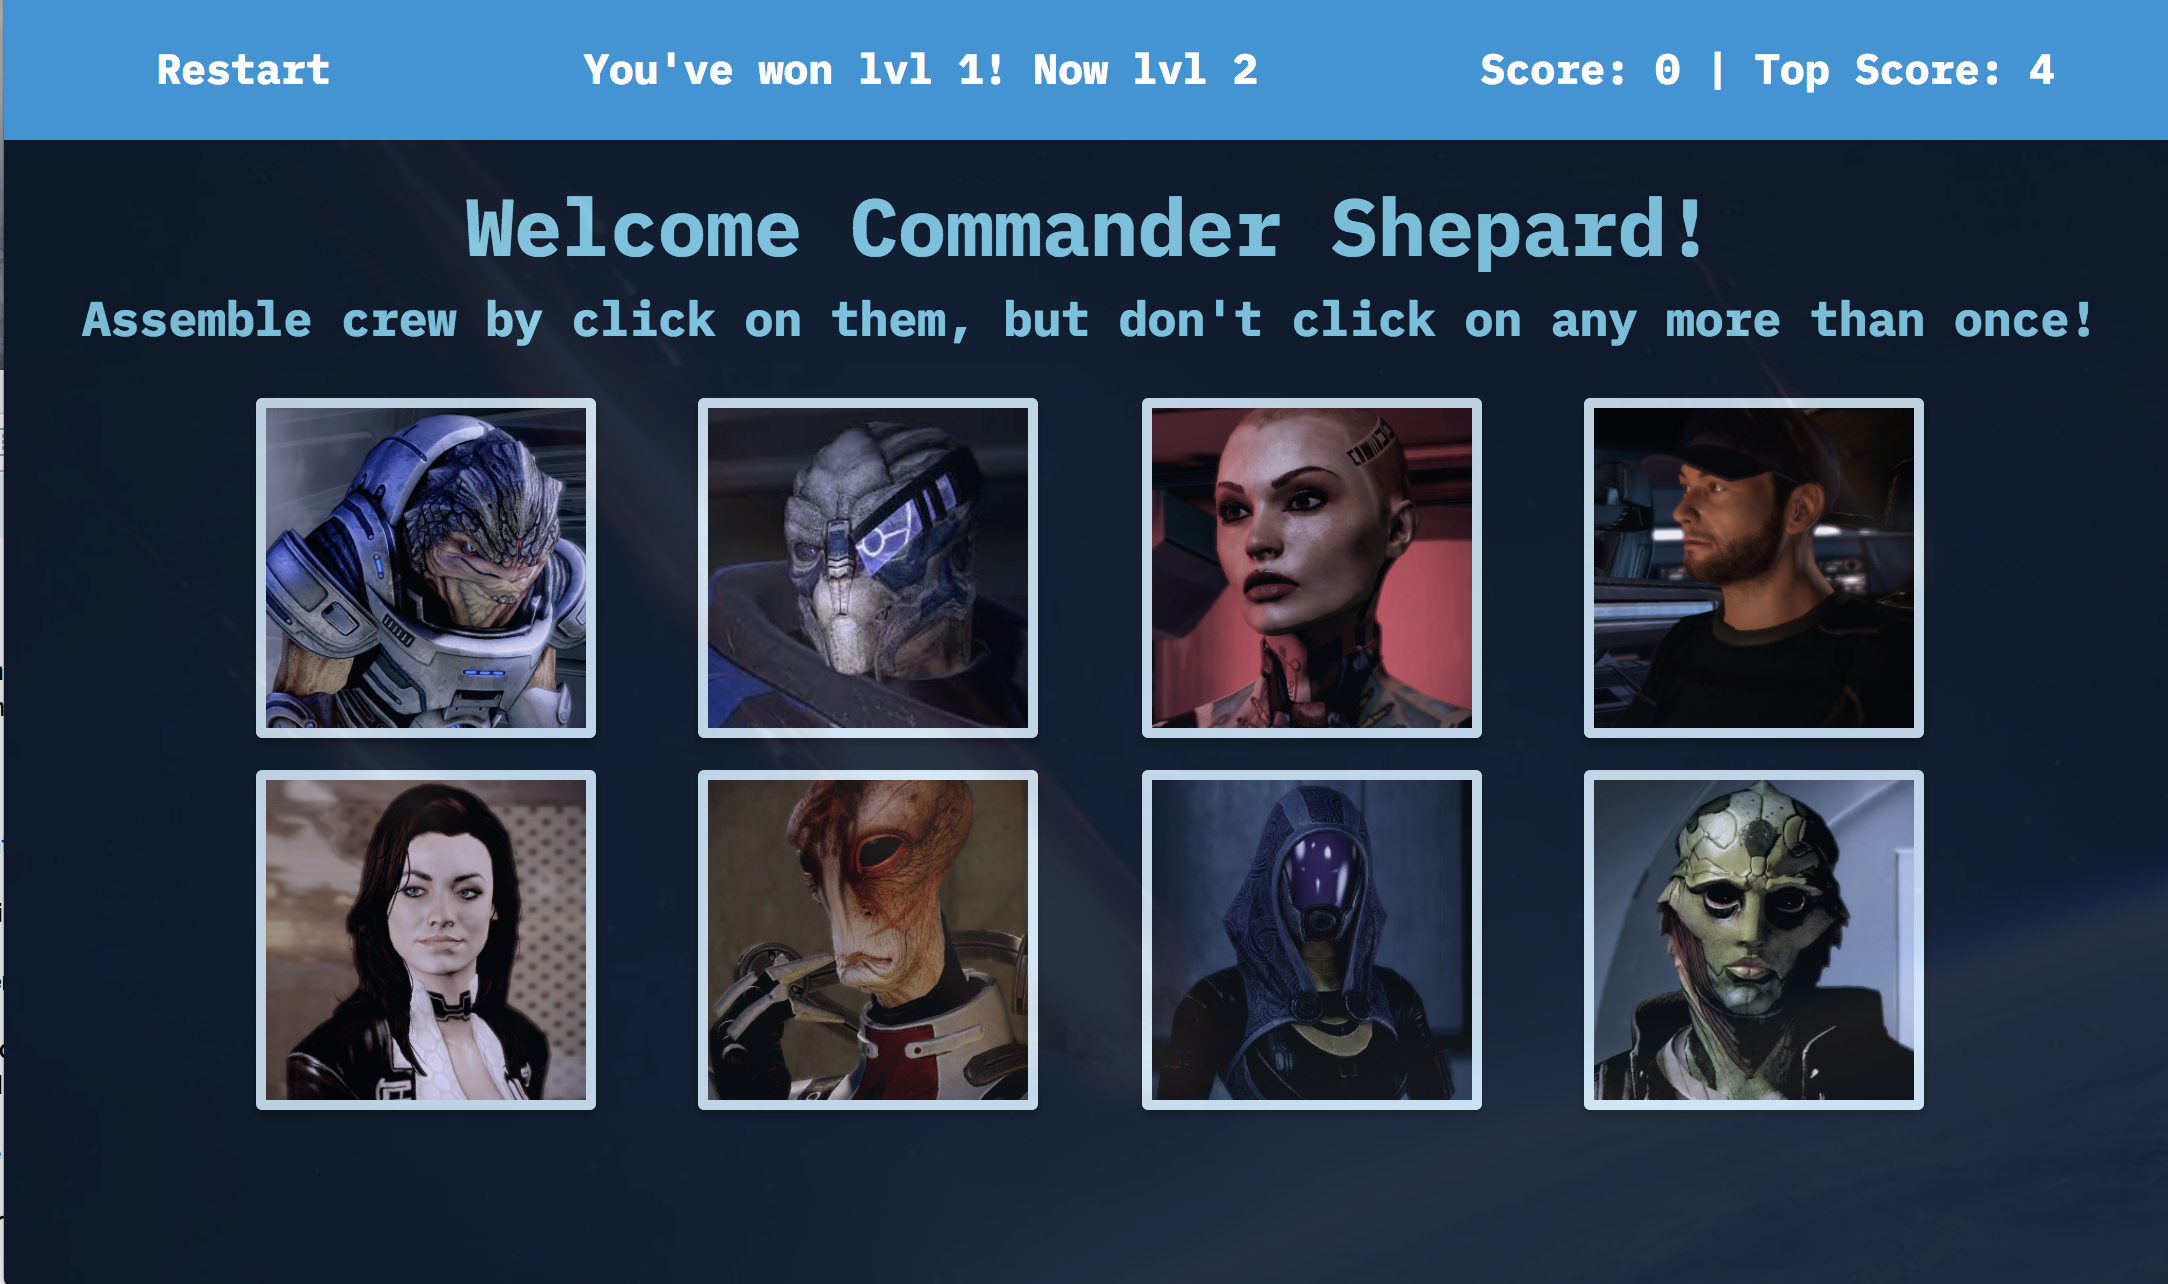 Restart
You've won lvl 1! Now lvl 2
Score: 0 | Top Score: 4
Welcome Commander Shepard!
Assemble crew by click on them, but don't click on any more than once!